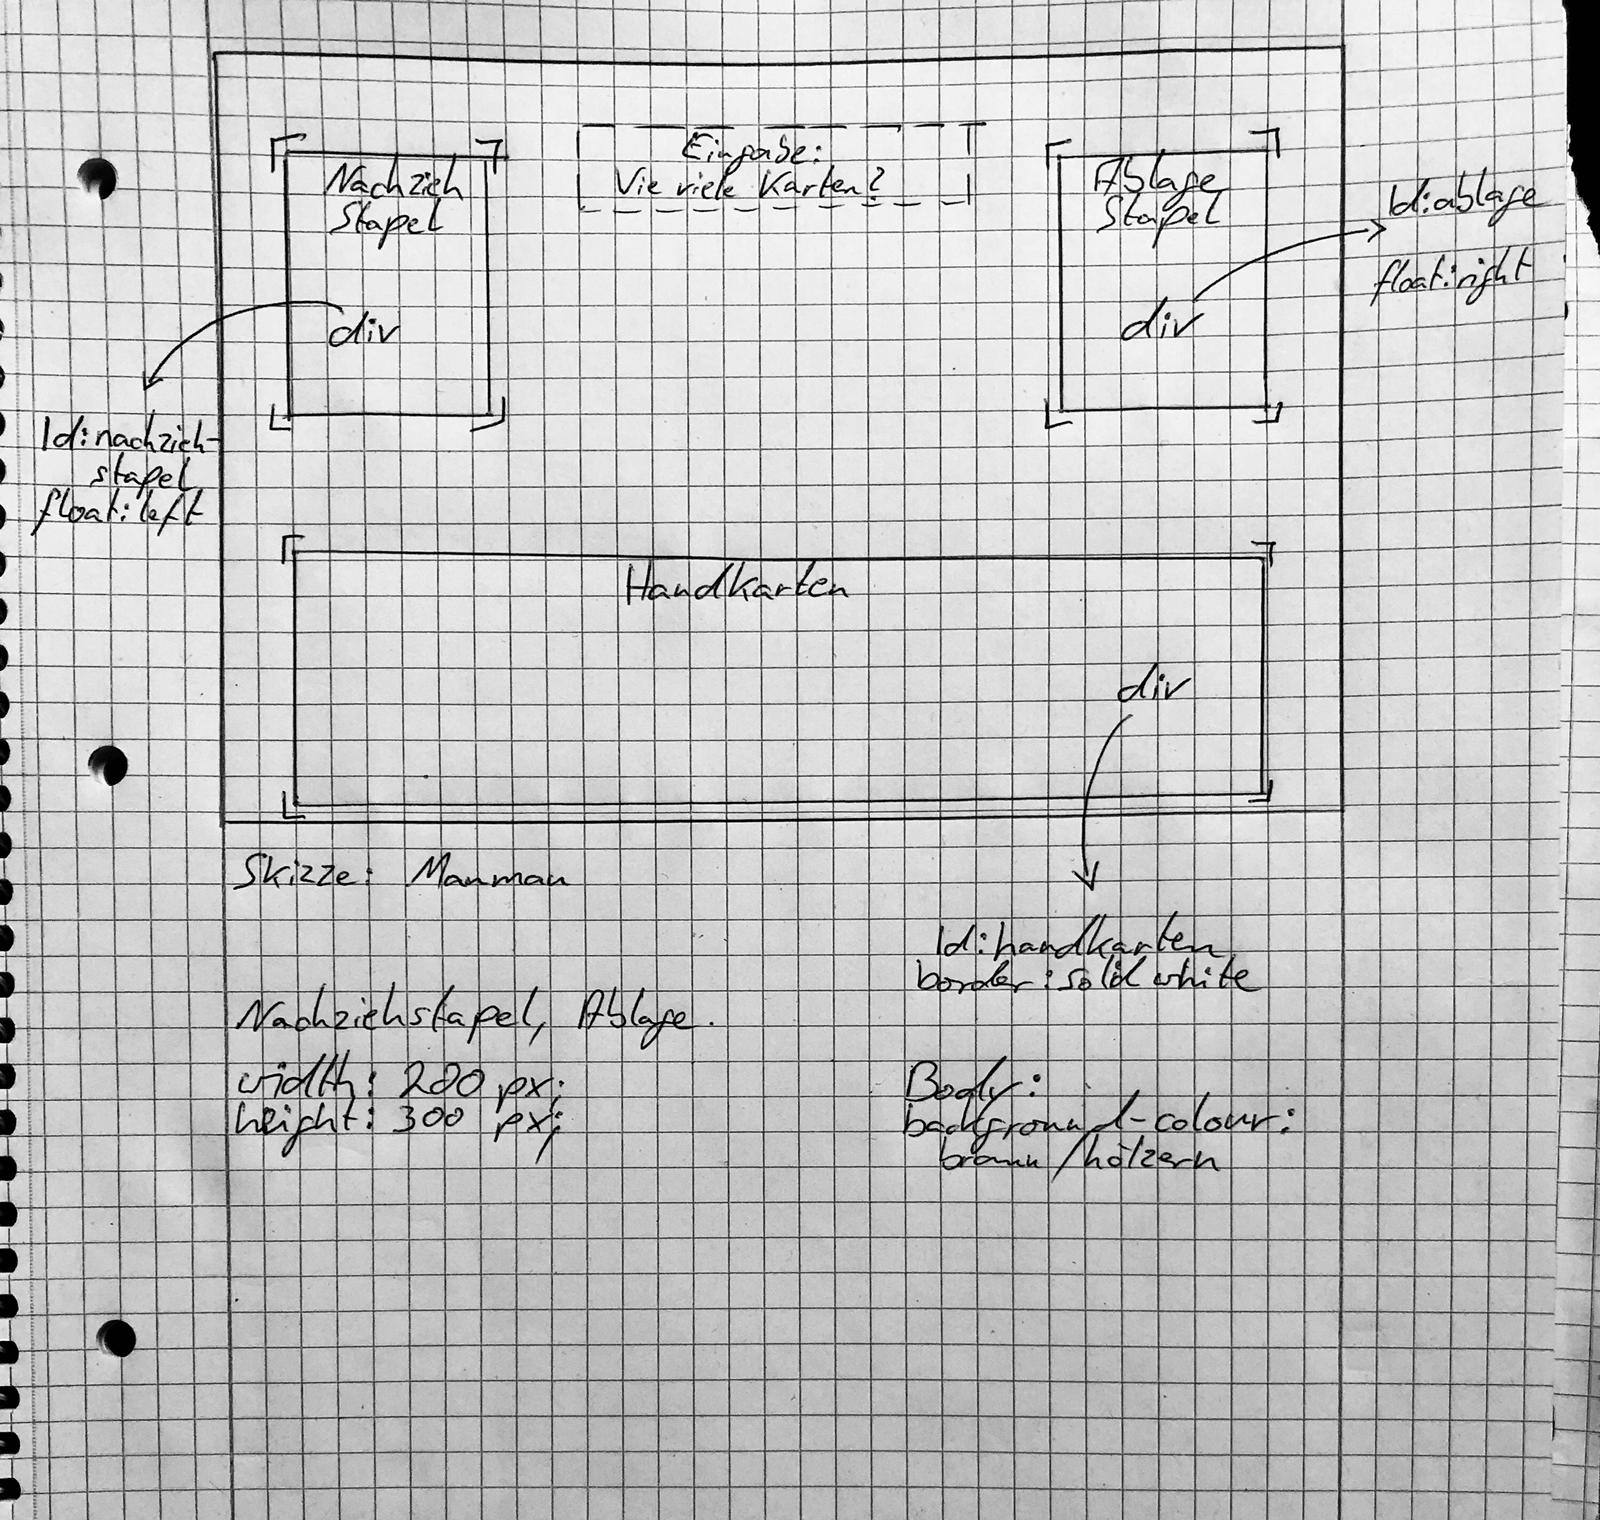 Eingabe:
Wie viele Karten?
Nachzieh
Stapel
div
Ablage
Stapel
div
Id:ablage
float:right
Id:nachzieh-
stapel
float:left
Handkarten
div
Skizze: Maumau
Id:handkarten
border:solid white
Nachziehstapel, Ablage.
width: 200 px;
height: 300 px;
Body:
background-colour:
braun/hölzern